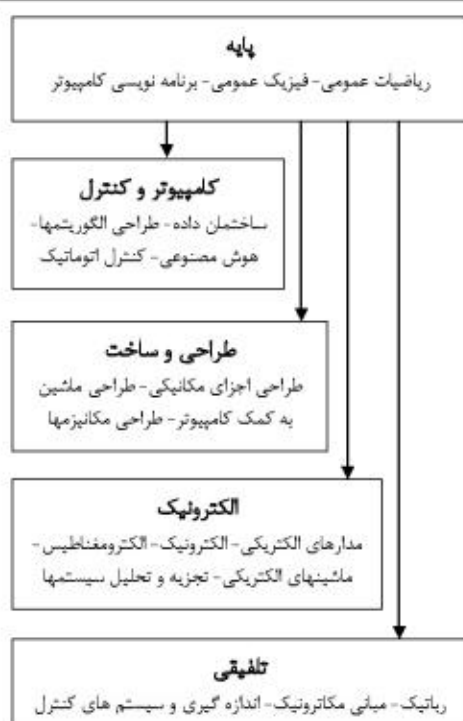 پایه
ریاضیات عمومی- فیزیک عمومی- برنامه نویسی کامپیوتر
کامپیوتر و کنترل
ساختمان داده- طراحی الگوریتمها-
هوش مصنوعی- کنترل اتوماتیک
طراحی و ساخت
طراحی اجزای مکانیکی- طراحی ماشین
به کمک کامپیوتر- طراحی مکانیزمها
الکترونیک
مدارهای الکتریکی- الکترونیک- الکترومغناطیس-
ماشینهای الکتریکی- تجزیه و تحلیل سیستمها
تلفیقی
رباتیک- مبانی مکاترونیک- اندازه گیری و سیستم های کنترل